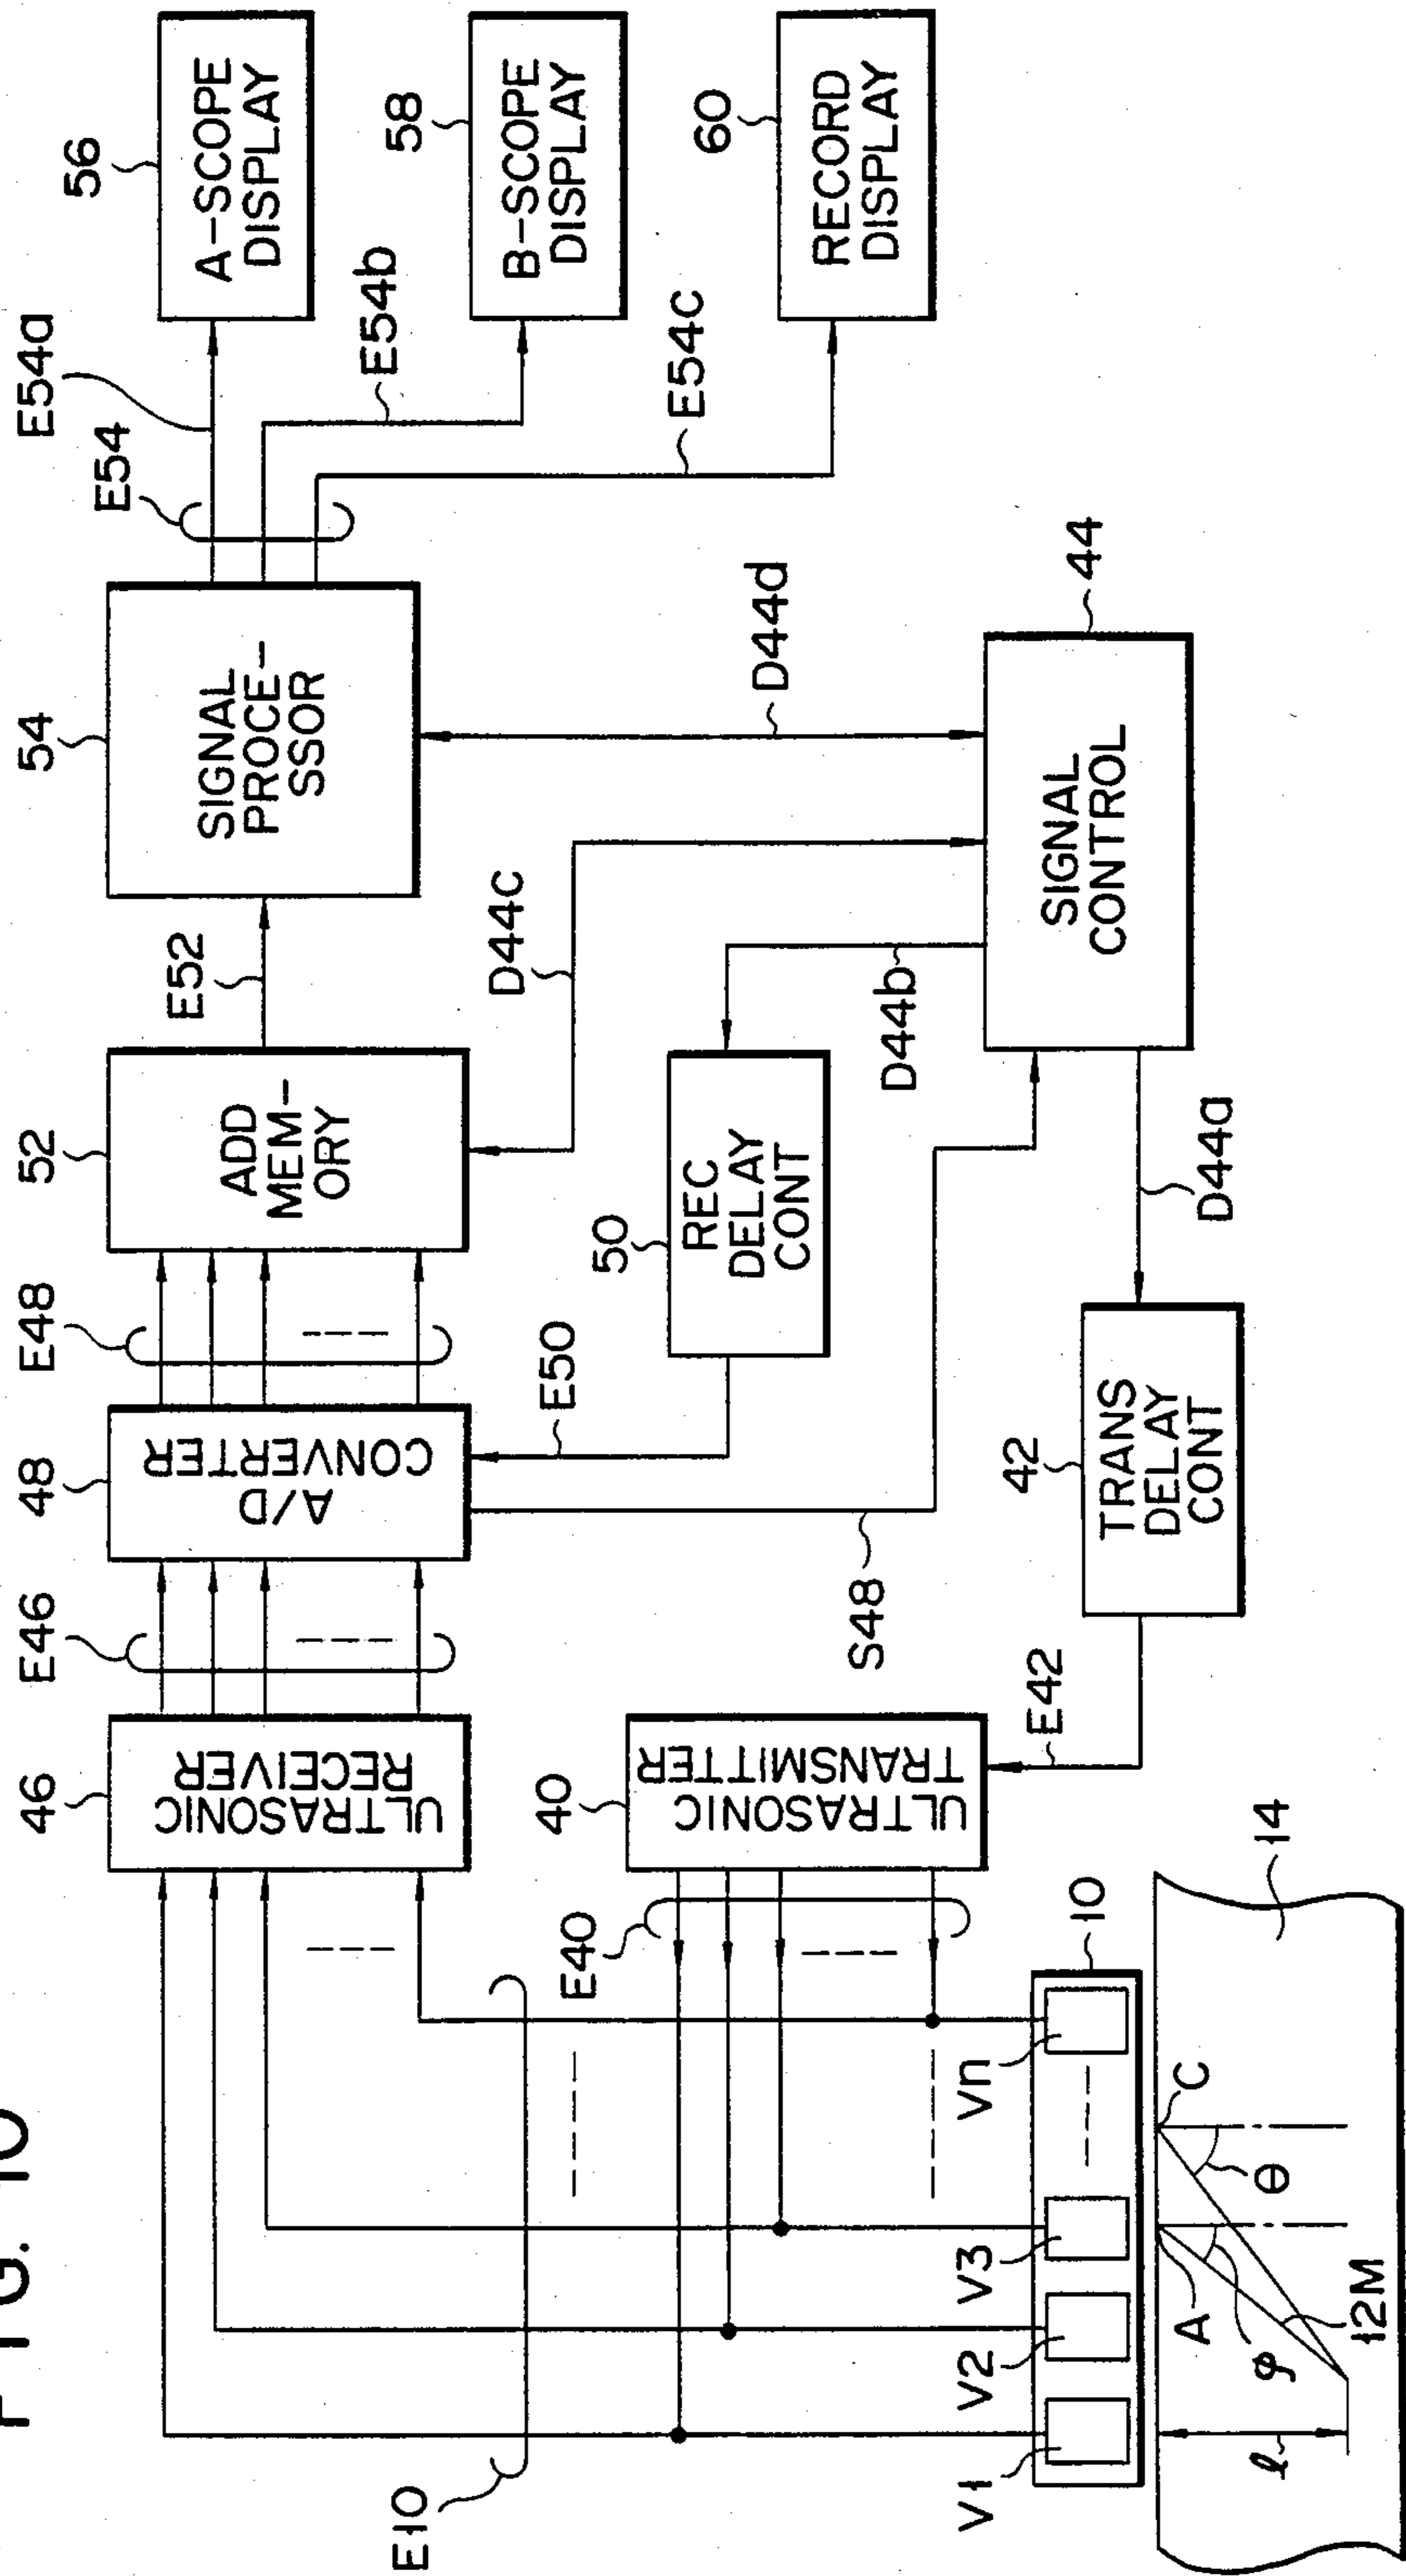 FIG. 10
56
A-SCOPE
DISPLAY
58
B-SCOPE
DISPLAY
60
RECORD
DISPLAY
E54a
E54
E54b
E54c
54
SIGNAL
PROCE-
SSOR
D44d
44
SIGNAL
CONTROL
E52
D44c
D44b
52
ADD
MEM-
ORY
50
REC
DELAY
CONT
D44a
E48
E50
48
A/D
CONVERTER
S48
42
TRANS
DELAY
CONT
E46
E42
46
ULTRASONIC
RECEIVER
40
ULTRASONIC
TRANSMITTER
E40
E10
10
14
V1
V2
V3
Vn
A
C
θ
φ
12M
ℓ